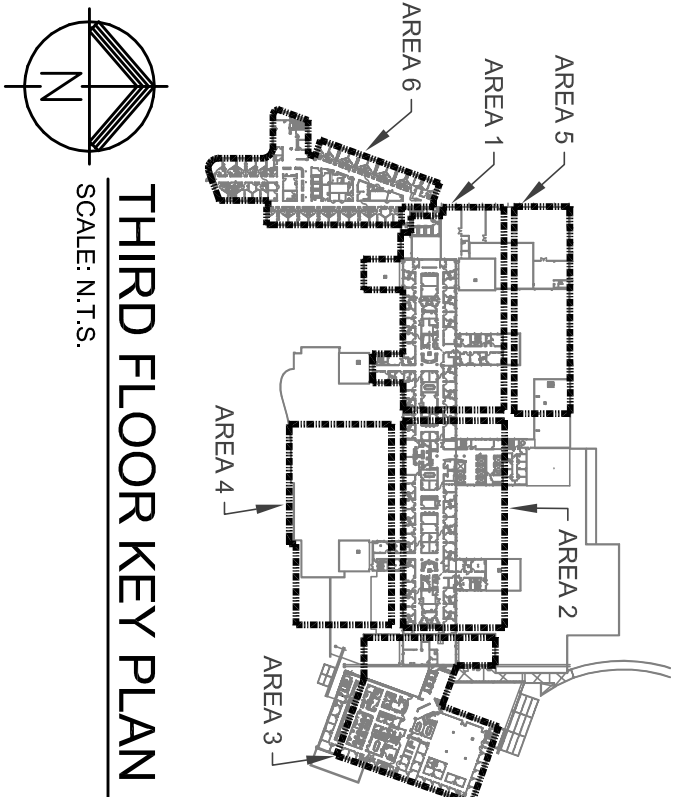 AREA 6
AREA 1
AREA 5
AREA 4
AREA 2
AREA 3
N
THIRD FLOOR KEY PLAN
SCALE: N.T.S.